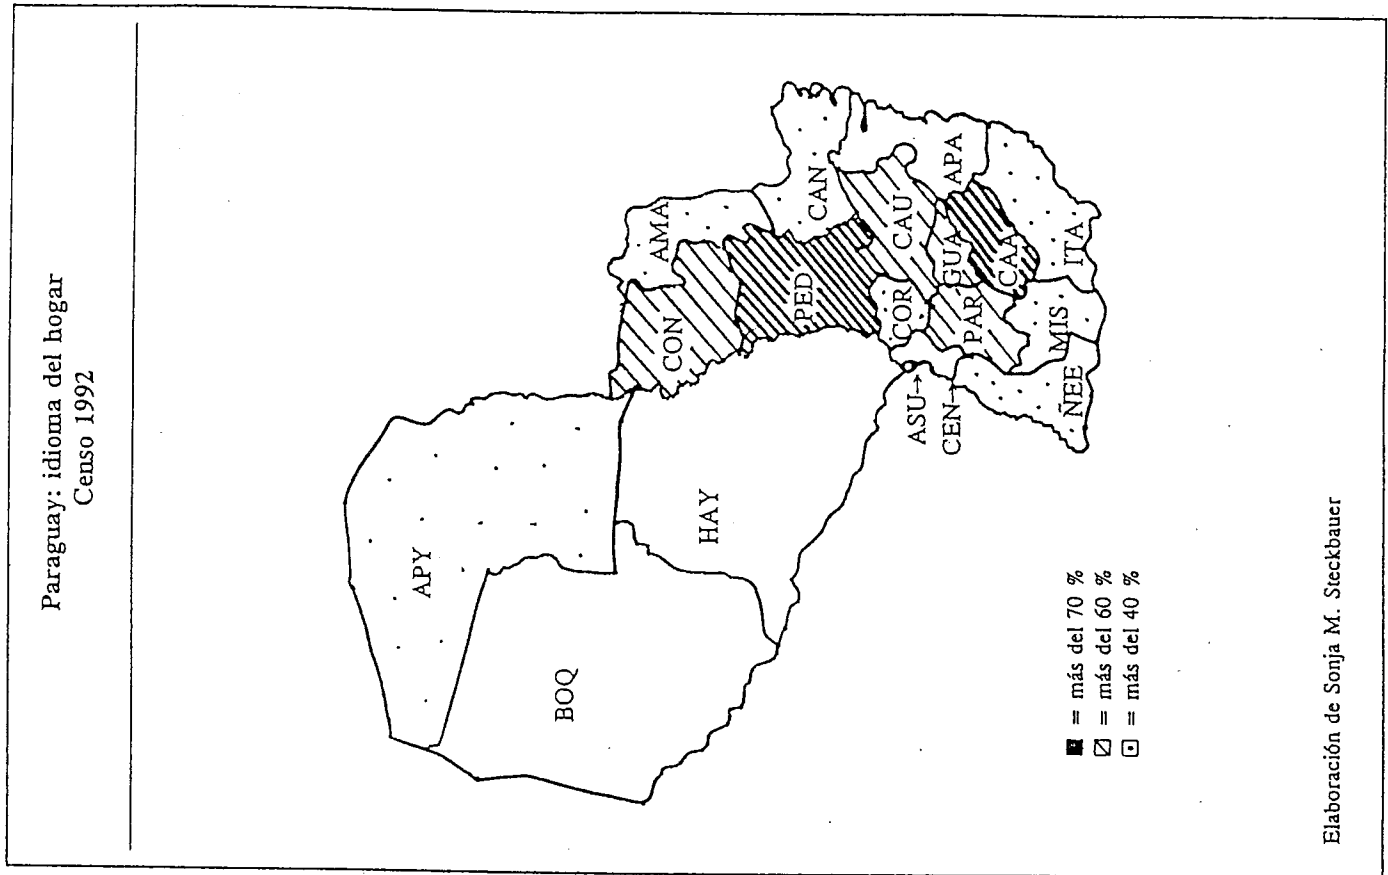 Paraguay: idioma del hogar
Censo 1992
APY
BOQ
HAY
CON
AMA
PED
CAN
COR
CAU
ASU→
CEN→
PAR
GUA
APA
CAA
ÑEE
MIS
ITA
= más del 70 %
= más del 60 %
= más del 40 %
Elaboración de Sonja M. Steckbauer